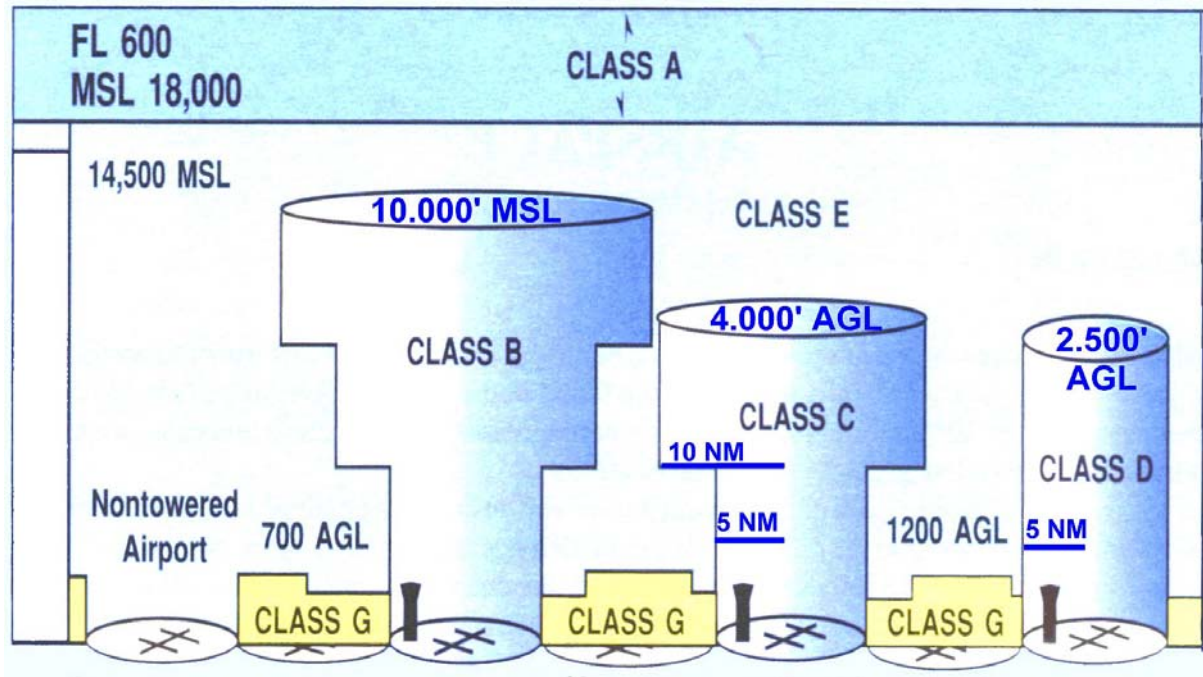 FL 600
MSL 18,000
CLASS A
14,500 MSL
10.000' MSL
CLASS E
4.000' AGL
2.500'
AGL
CLASS B
CLASS C
10 NM
CLASS D
Nontowered
Airport
700 AGL
5 NM
1200 AGL
5 NM
CLASS G
CLASS G
CLASS G